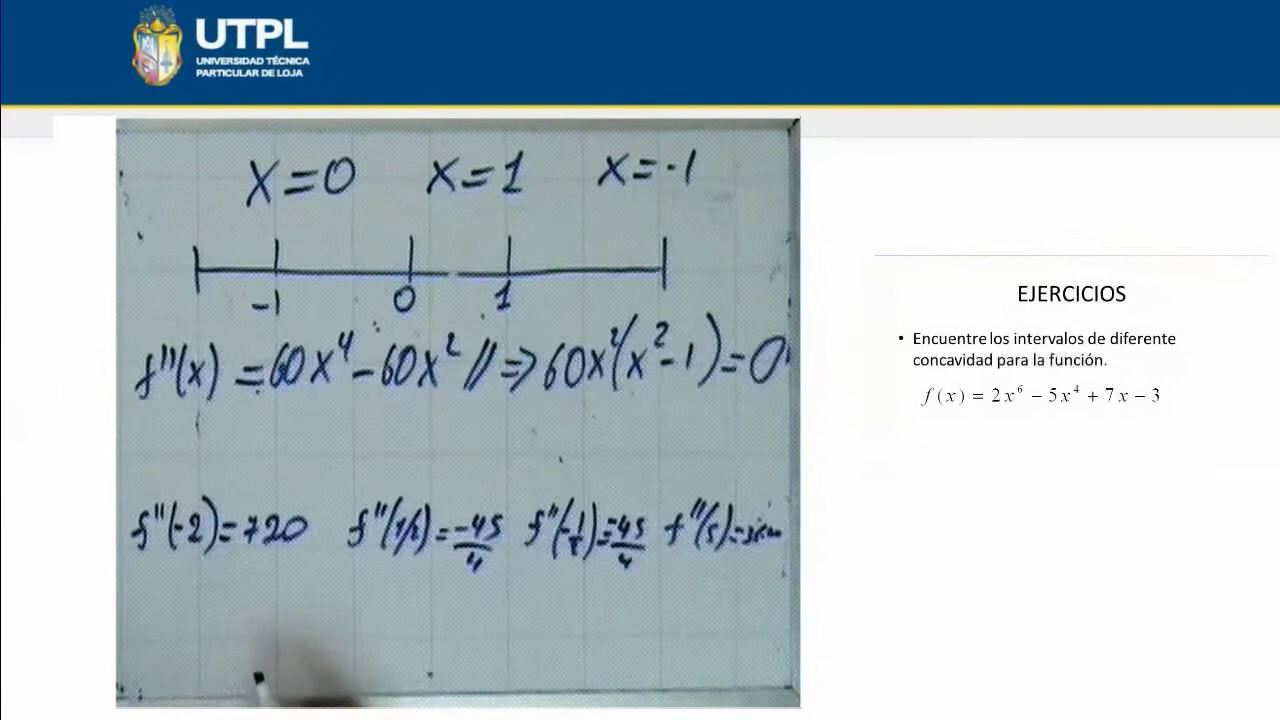 UTPL
UNIVERSIDAD TÉCNICA
PARTICULAR DE LOJA
x=0 x=1 x=-1
-1 0 1
f''(x) = 60x⁴ - 60x² // => 60x²(x²-1)=0
f''(-2)=720 f''(1/2)=-45/4 f''(-1/2)=-45/4 f''(5)=
EJERCICIOS
• Encuentre los intervalos de diferente
concavidad para la función.
f(x) = 2x⁶ − 5x⁴ + 7x − 3